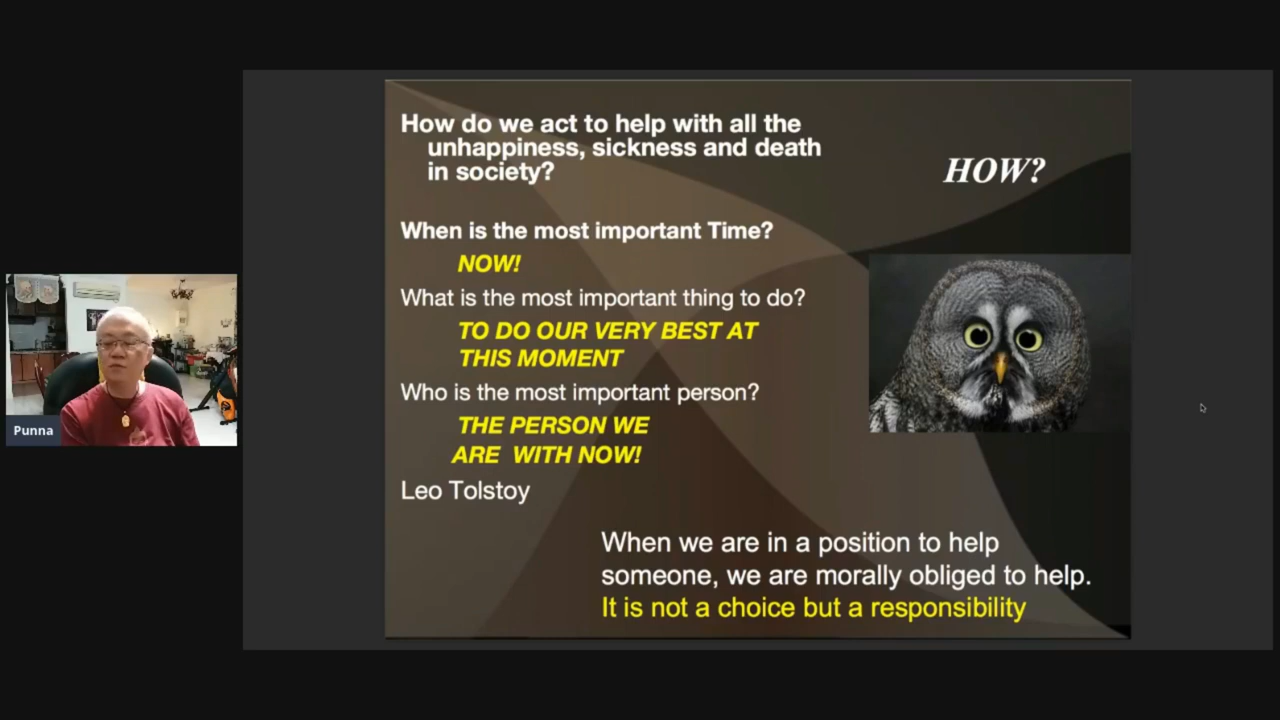 How do we act to help with all the
unhappiness, sickness and death
in society?
HOW?
When is the most important Time?
NOW!
What is the most important thing to do?
TO DO OUR VERY BEST AT
THIS MOMENT
Who is the most important person?
THE PERSON WE
ARE WITH NOW!
Leo Tolstoy
When we are in a position to help
someone, we are morally obliged to help.
It is not a choice but a responsibility
Punna